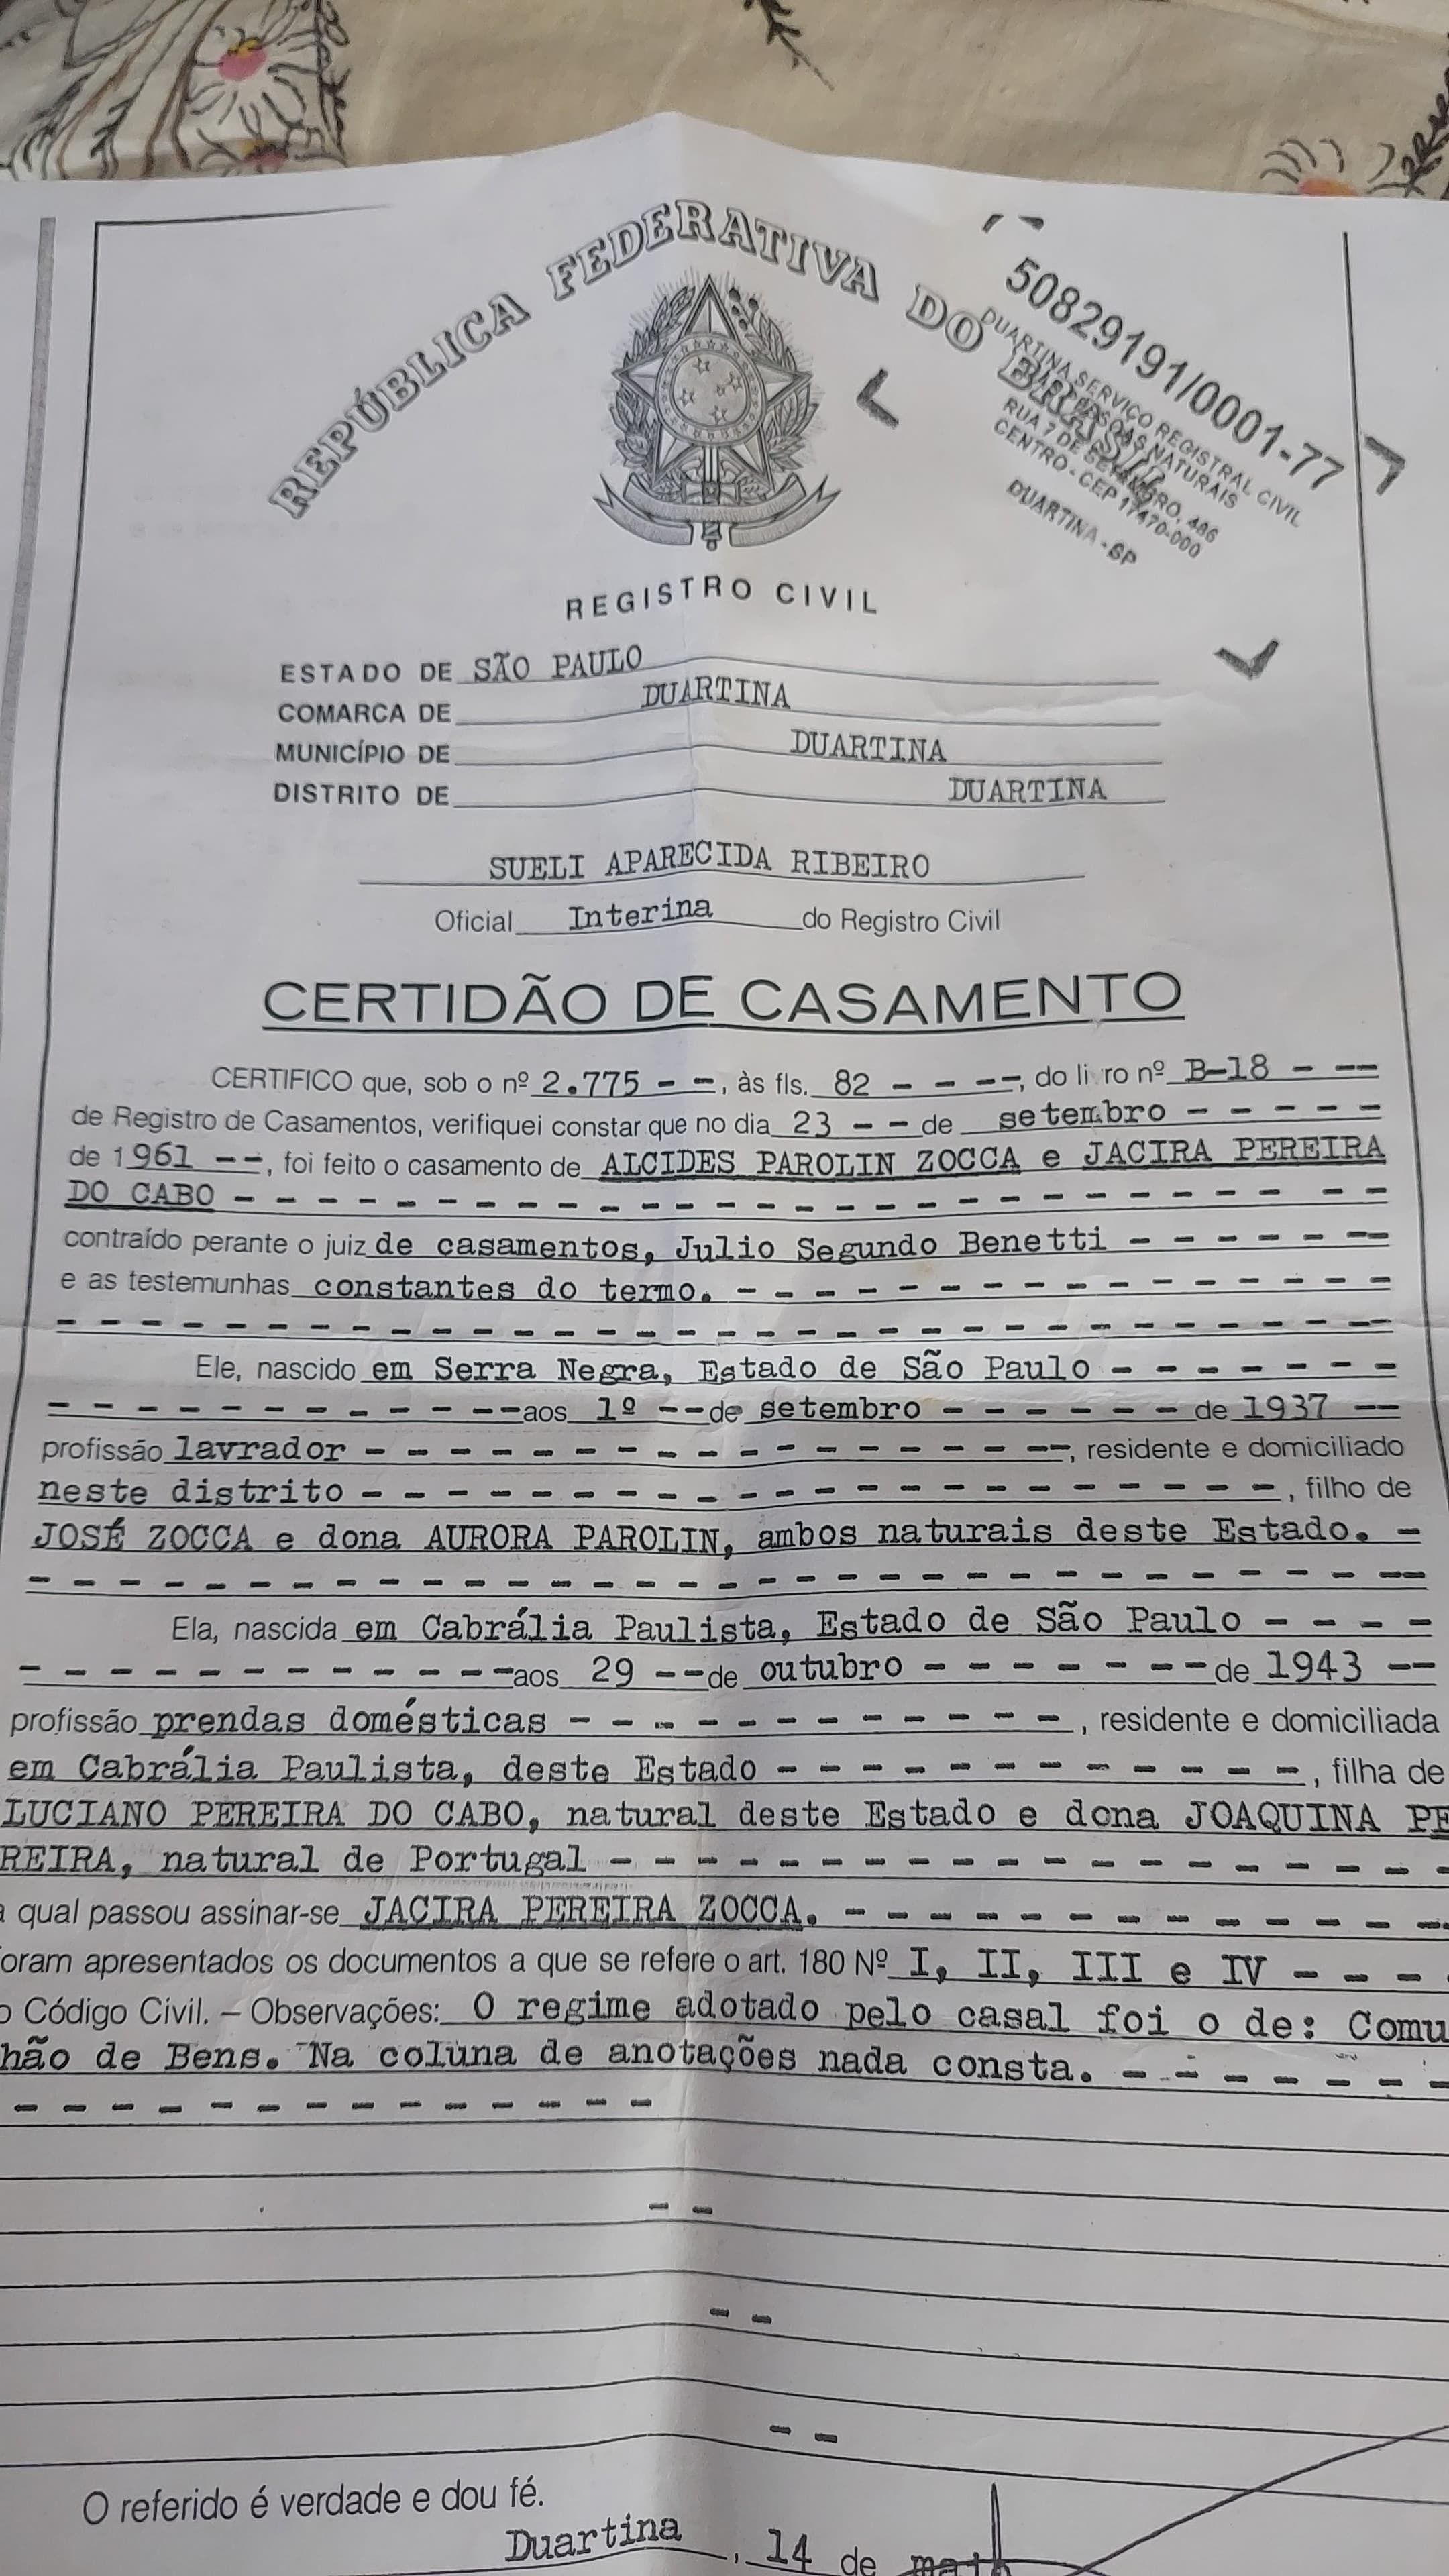 REPÚBLICA FEDERATIVA DO BRASIL
50829191/0001-77
DUARTINA SERVIÇO REGISTRAL CIVIL
PESSOAS NATURAIS
RUA 7 DE SETEMBRO, 486
CENTRO - CEP 17470-000
DUARTINA - SP
REGISTRO CIVIL
ESTADO DE SÃO PAULO
COMARCA DE DUARTINA
MUNICÍPIO DE DUARTINA
DISTRITO DE DUARTINA
SUELI APARECIDA RIBEIRO
Oficial Interina do Registro Civil
CERTIDÃO DE CASAMENTO
CERTIFICO que, sob o nº 2.775 - -, às fls. 82 - - - --, do livro nº B-18 - --
de Registro de Casamentos, verifiquei constar que no dia 23 - - de setembro - - - - -
de 1961 --, foi feito o casamento de ALCIDES PAROLIN ZOCCA e JACIRA PEREIRA
DO CABO - - - - - - - - - - - - - - - - - - - - - - - -
contraído perante o juiz de casamentos, Julio Segundo Benetti - - - - - --
e as testemunhas constantes do termo. - - - - - - - - - - - - - -
Ele, nascido em Serra Negra, Estado de São Paulo - - - - - - -
- - - - - - - - - - - --aos 1º --de setembro - - - - - - de 1937 --
profissão lavrador - - - - - - - - - - - - - - - --, residente e domiciliado
neste distrito - - - - - - - - - - - - - - - - - - - -, filho de
JOSÉ ZOCCA e dona AURORA PAROLIN, ambos naturais deste Estado. -
Ela, nascida em Cabrália Paulista, Estado de São Paulo - - - -
- - - - - - - - - - - --aos 29 --de outubro - - - - - - --de 1943 --
profissão prendas domésticas - - - - - - - - - - - -, residente e domiciliada
em Cabrália Paulista, deste Estado - - - - - - - - - - - -, filha de
LUCIANO PEREIRA DO CABO, natural deste Estado e dona JOAQUINA PE
REIRA, natural de Portugal - - - - - - - - - - - - - - - - - -
a qual passou assinar-se JACIRA PEREIRA ZOCCA. - - - - - - - - - - - - -
oram apresentados os documentos a que se refere o art. 180 Nº I, II, III e IV - - - -
o Código Civil. – Observações: O regime adotado pelo casal foi o de: Comu
hão de Bens. Na coluna de anotações nada consta. - - - - - - -
- - - - - - - - - - - - - -
- -
- -
- -
O referido é verdade e dou fé.
Duartina, 14 de